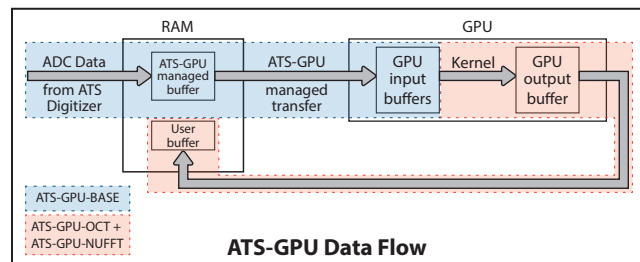 RAM
GPU
ADC Data
from ATS
Digitizer
ATS-GPU
managed
buffer
ATS-GPU
managed
transfer
GPU
input
buffers
Kernel
GPU
output
buffer
User
buffer
ATS-GPU-BASE
ATS-GPU-OCT +
ATS-GPU-NUFFT
ATS-GPU Data Flow